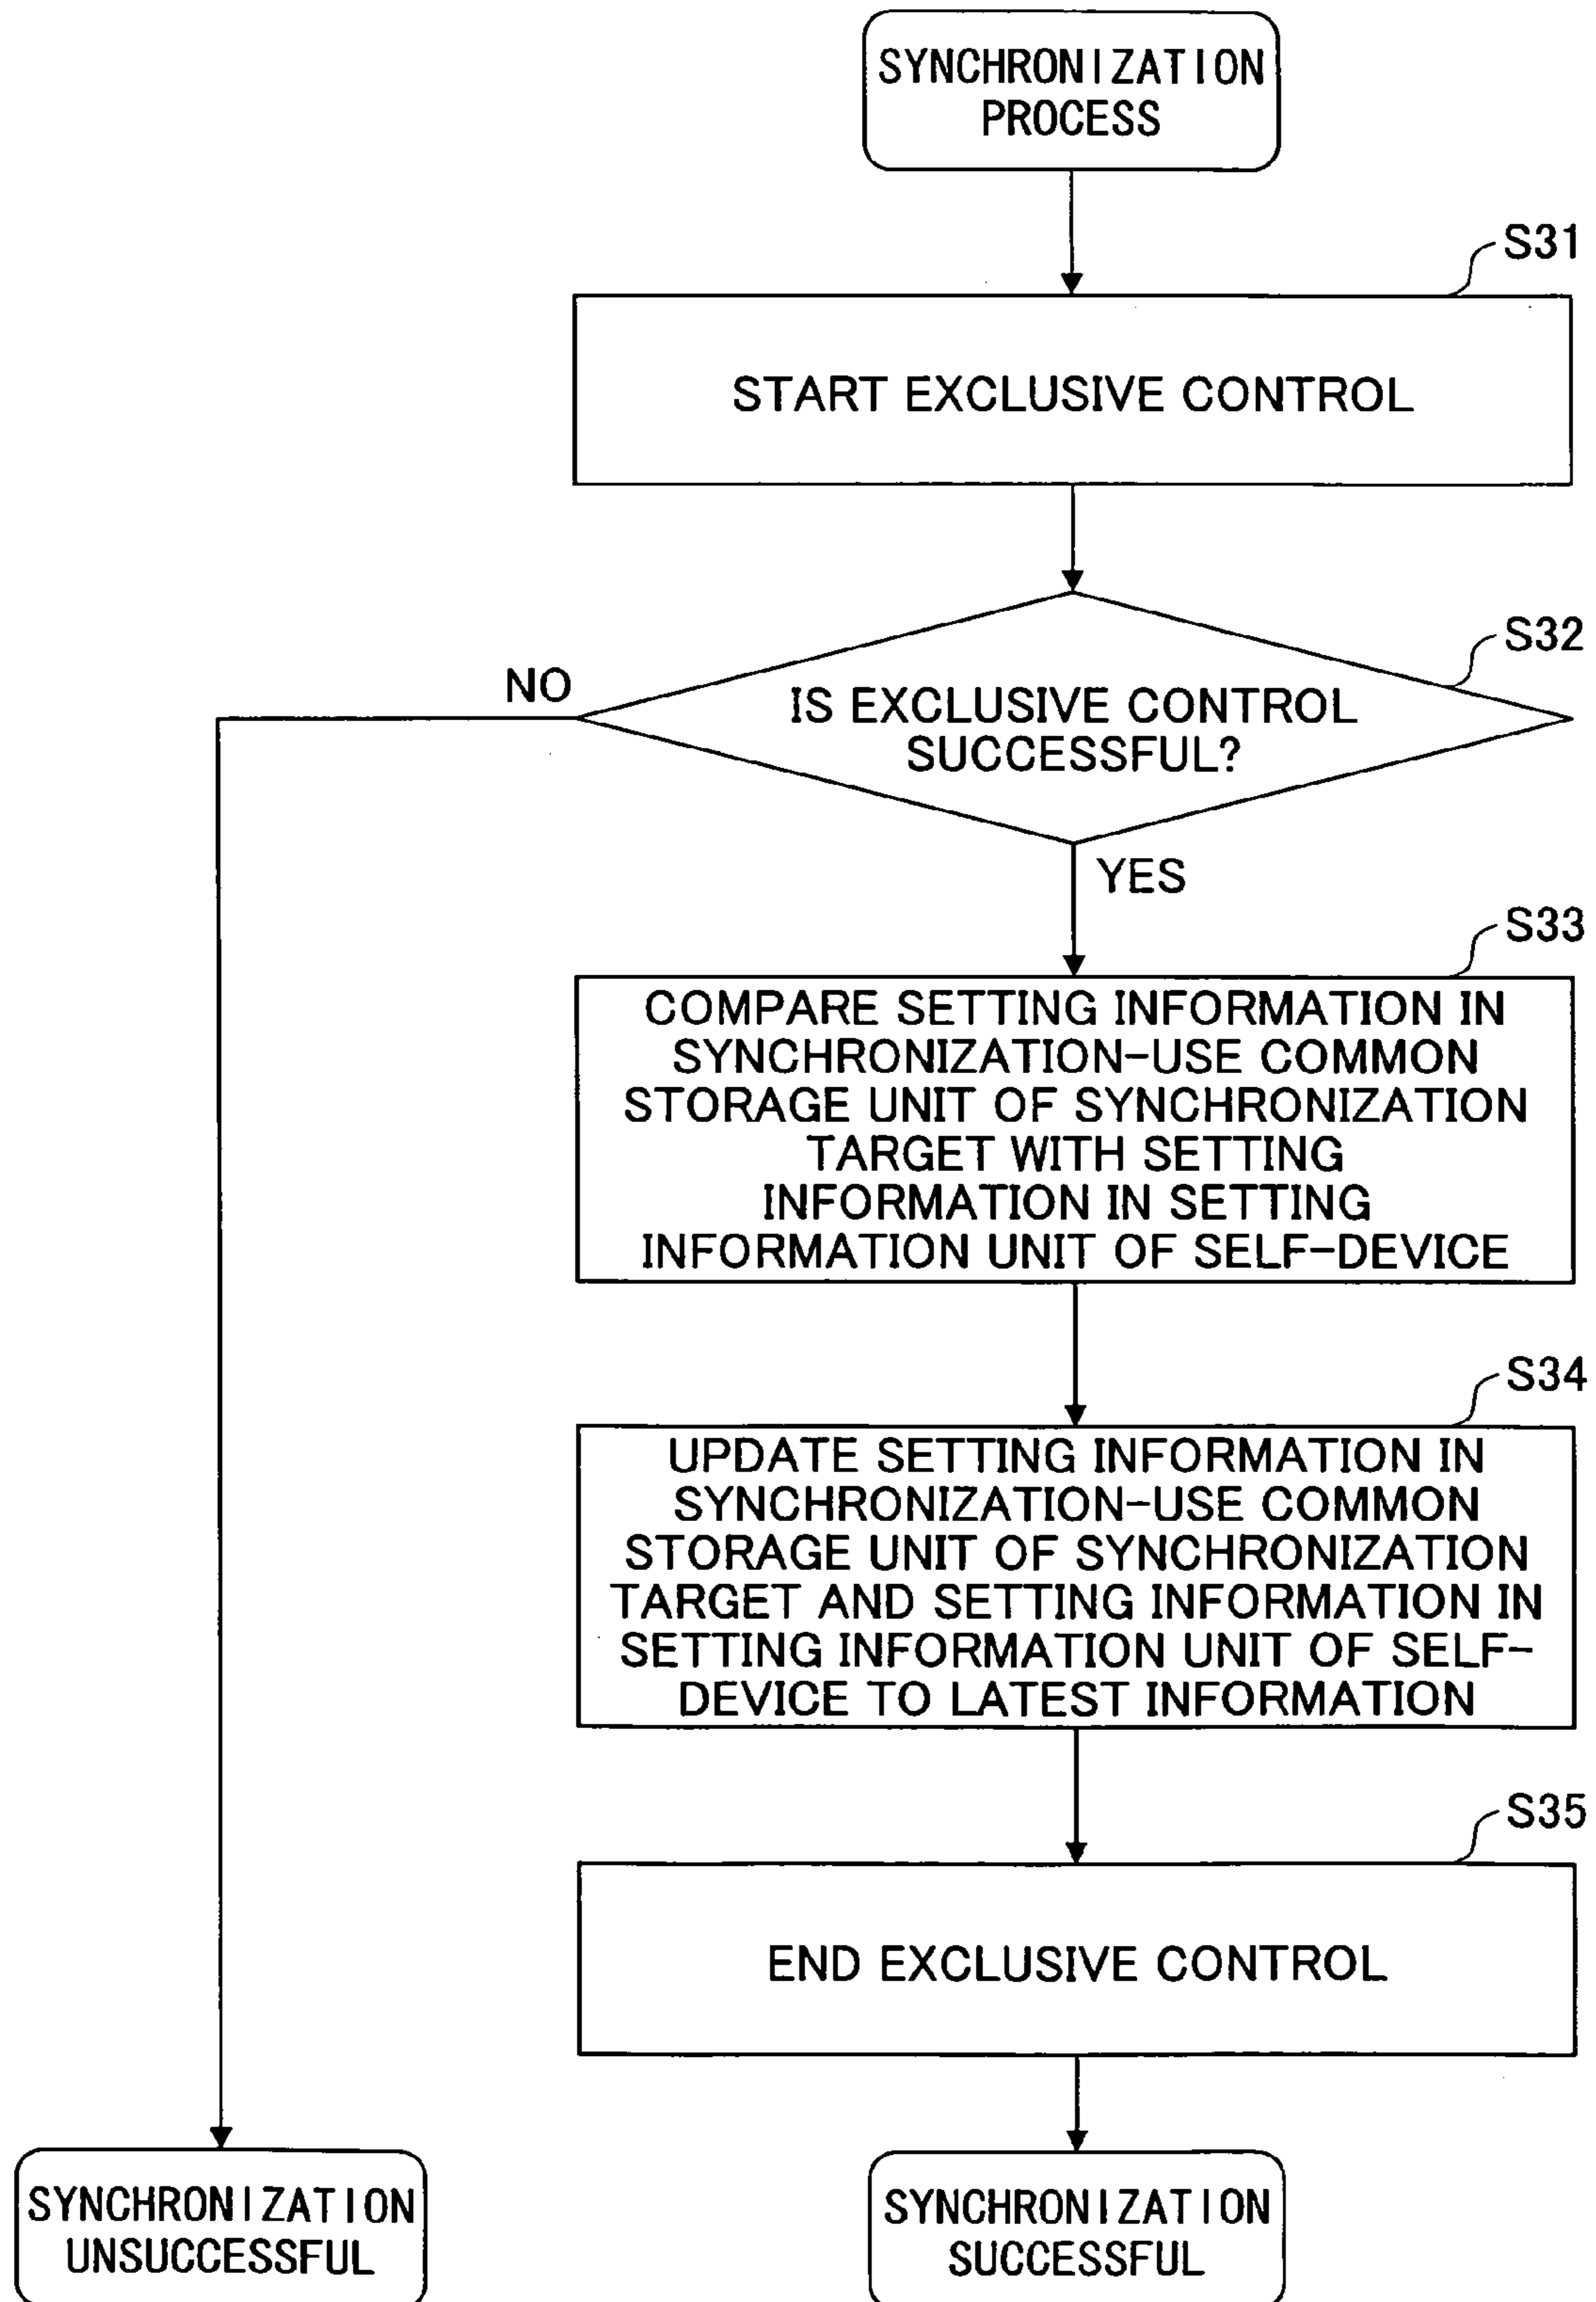 SYNCHRONIZATION
PROCESS
S31
START EXCLUSIVE CONTROL
S32
NO
IS EXCLUSIVE CONTROL
SUCCESSFUL?
YES
S33
COMPARE SETTING INFORMATION IN
SYNCHRONIZATION-USE COMMON
STORAGE UNIT OF SYNCHRONIZATION
TARGET WITH SETTING
INFORMATION IN SETTING
INFORMATION UNIT OF SELF-DEVICE
S34
UPDATE SETTING INFORMATION IN
SYNCHRONIZATION-USE COMMON
STORAGE UNIT OF SYNCHRONIZATION
TARGET AND SETTING INFORMATION IN
SETTING INFORMATION UNIT OF SELF-
DEVICE TO LATEST INFORMATION
S35
END EXCLUSIVE CONTROL
SYNCHRONIZATION
UNSUCCESSFUL
SYNCHRONIZATION
SUCCESSFUL